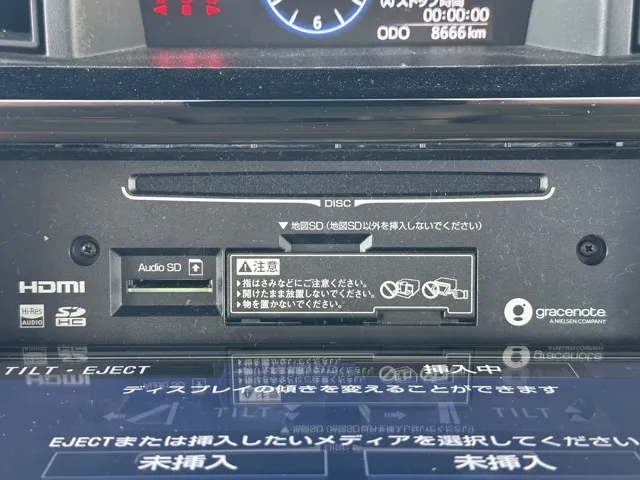 (A)ストップ時間
00:00:00
6
ODO 8666 km
DISC
▼地図SD（地図SD以外を挿入しないでください）
Audio SD
注意
▶指はさみなどにご注意ください。
▶開けたまま放置しないでください。
▶物を置かないでください。
HDMI
Hi-Res AUDIO
SD HC
gracenote.
A NIELSEN COMPANY
TILT・EJECT
挿入中
ディスプレイの傾きを変えることができます
TILT
TILT
EJECTまたは挿入したいメディアを選択してください
未挿入
未挿入